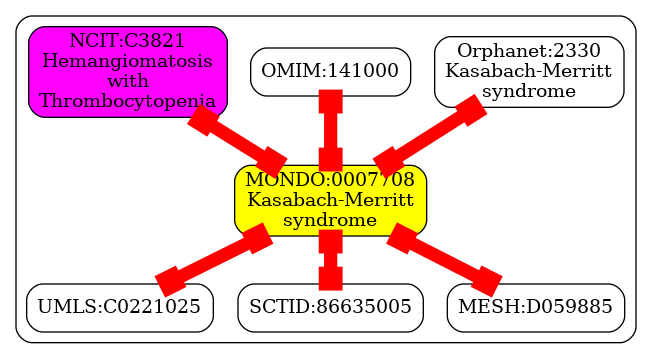 NCIT:C3821
Hemangiomatosis
with
Thrombocytopenia
OMIM:141000
Orphanet:2330
Kasabach-Merritt
syndrome
MONDO:0007708
Kasabach-Merritt
syndrome
UMLS:C0221025
SCTID:86635005
MESH:D059885